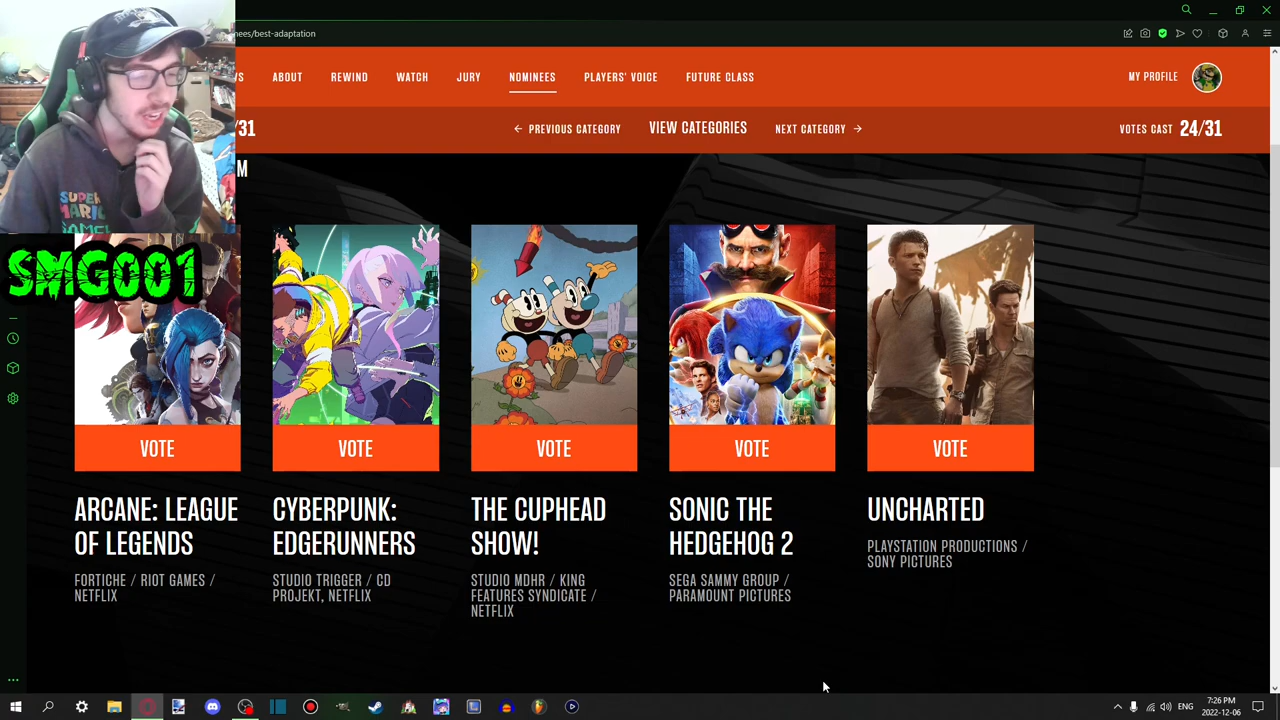 nees/best-adaptation
S ABOUT REWIND WATCH JURY NOMINEES PLAYERS' VOICE FUTURE CLASS MY PROFILE
/31 PREVIOUS CATEGORY VIEW CATEGORIES NEXT CATEGORY VOTES CAST 24/31
M
SUPER
MARIO
SMG001
VOTE VOTE VOTE VOTE VOTE
ARCANE: LEAGUE
OF LEGENDS
FORTICHE / RIOT GAMES /
NETFLIX
CYBERPUNK:
EDGERUNNERS
STUDIO TRIGGER / CD
PROJEKT, NETFLIX
THE CUPHEAD
SHOW!
STUDIO MDHR / KING
FEATURES SYNDICATE /
NETFLIX
SONIC THE
HEDGEHOG 2
SEGA SAMMY GROUP /
PARAMOUNT PICTURES
UNCHARTED
PLAYSTATION PRODUCTIONS /
SONY PICTURES
ENG
7:26 PM
2022-12-06